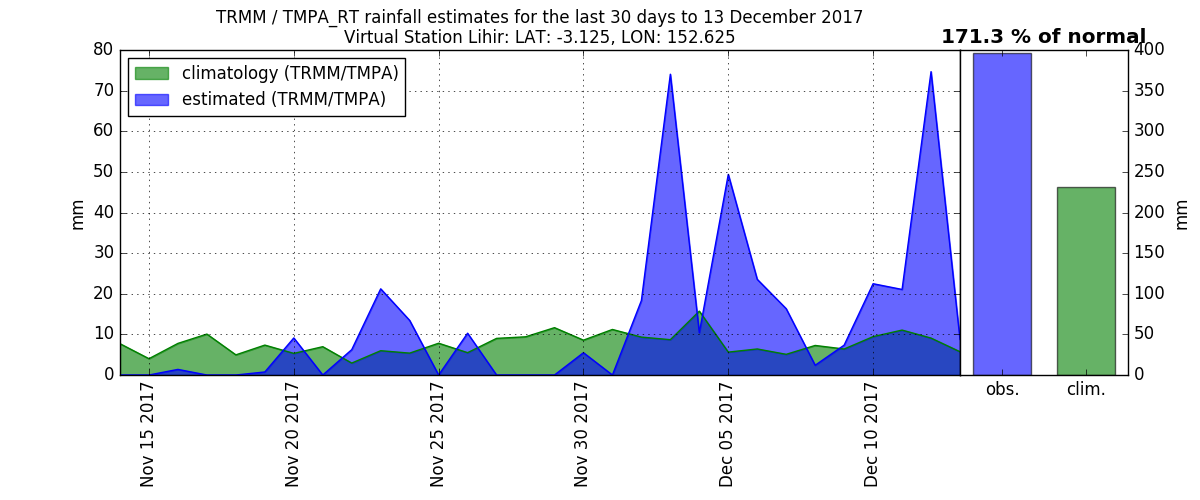 TRMM / TMPA_RT rainfall estimates for the last 30 days to 13 December 2017
Virtual Station Lihir: LAT: -3.125, LON: 152.625
171.3 % of normal
climatology (TRMM/TMPA)
estimated (TRMM/TMPA)
80
70
60
50
40
30
20
10
0
mm
Nov 15 2017
Nov 20 2017
Nov 25 2017
Nov 30 2017
Dec 05 2017
Dec 10 2017
obs.
clim.
400
350
300
250
200
150
100
50
0
mm